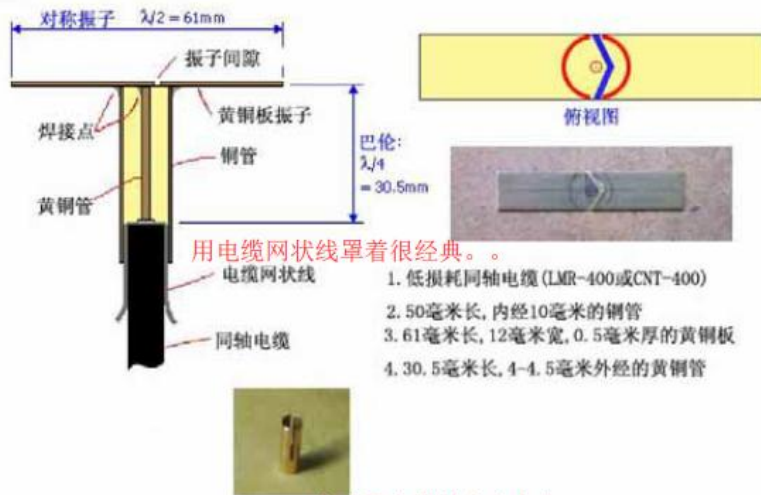 对称振子 λ/2 = 61mm
振子间隙
焊接点
黄铜板振子
铜管
黄铜管
巴伦:
λ/4
= 30.5mm
俯视图
用电缆网状线罩着很经典。。
电缆网状线
同轴电缆
1. 低损耗同轴电缆(LMR-400或CNT-400)
2. 50毫米长, 内经10毫米的铜管
3. 61毫米长, 12毫米宽, 0.5毫米厚的黄铜板
4. 30.5毫米长, 4-4.5毫米外经的黄铜管